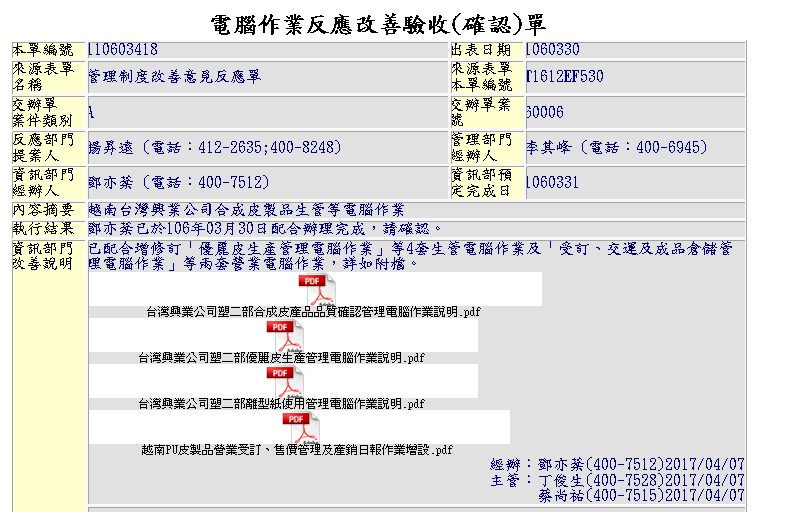 電腦作業反應改善驗收(確認)單
本單編號 110603418 出表日期 1060330
來源表單名稱 管理制度改善意見反應單 來源表單本單編號 T1612EF530
交辦單案件類別 A 交辦單案號 60006
反應部門提案人 楊昇遠 (電話：412-2635;400-8248) 管理部門經辦人 李其峰 (電話：400-6945)
資訊部門經辦人 鄭亦棻 (電話：400-7512) 資訊部預定完成日 1060331
內容摘要 越南台灣興業公司合成皮製品生管等電腦作業
執行結果 鄭亦棻已於106年03月30日配合辦理完成，請確認。
資訊部門改善說明 已配合增修訂「優麗皮生產管理電腦作業」等4套生管電腦作業及「受訂、交運及成品倉儲管
理電腦作業」等兩套營業電腦作業，詳如附檔。
PDF
台灣興業公司塑二部合成皮產品品質確認管理電腦作業說明.pdf
PDF
台灣興業公司塑二部優麗皮生產管理電腦作業說明.pdf
PDF
台灣興業公司塑二部離型紙使用管理電腦作業說明.pdf
PDF
越南PU皮製品營業受訂、售價管理及產銷日報作業增設.pdf
經辦：鄭亦棻(400-7512)2017/04/07
主管：丁俊生(400-7528)2017/04/07
蔡尚祐(400-7515)2017/04/07